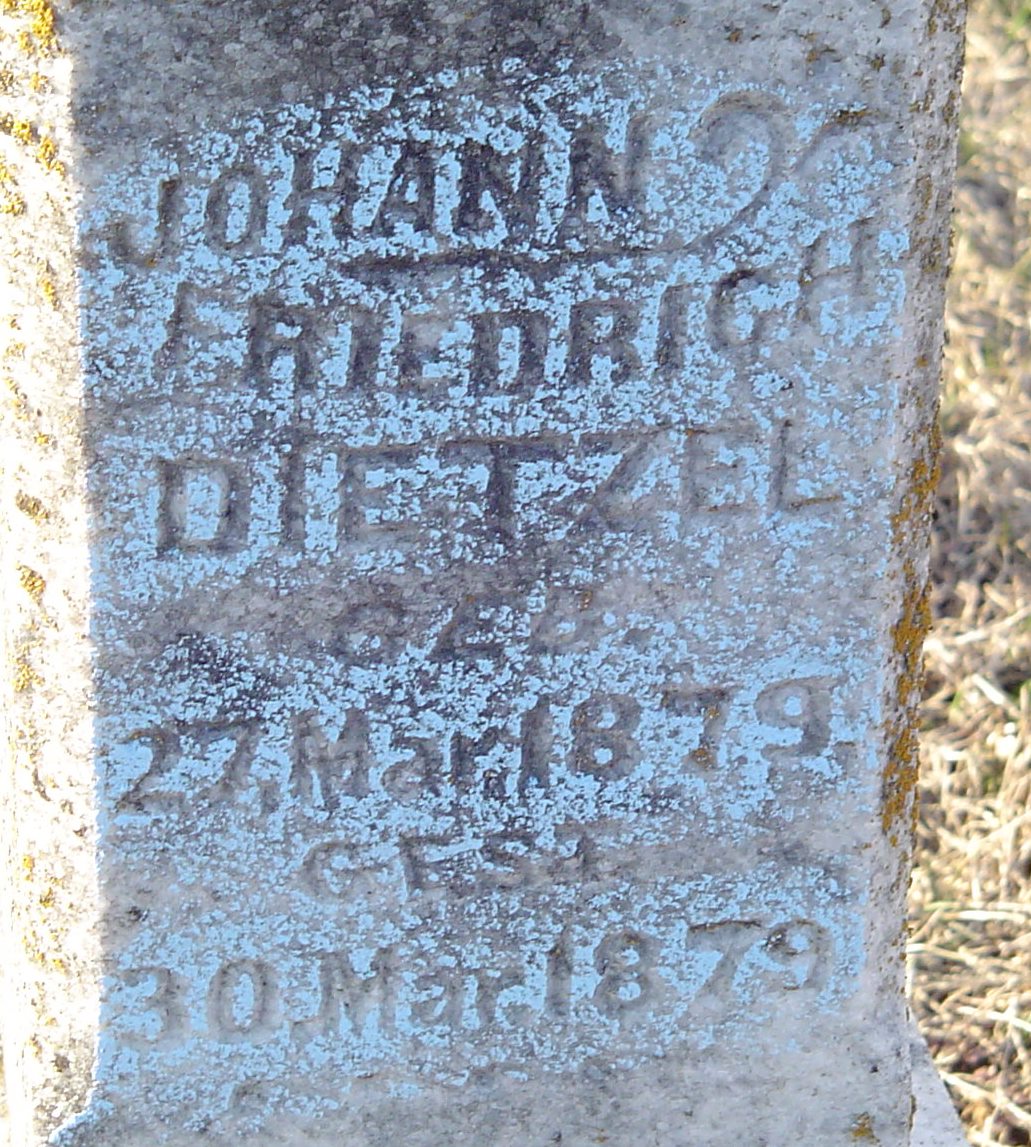 JOHANN
FRIEDRICH
DIETZEL
GEB.
27, Mar. 1879.
GEST.
30. Mar. 1879